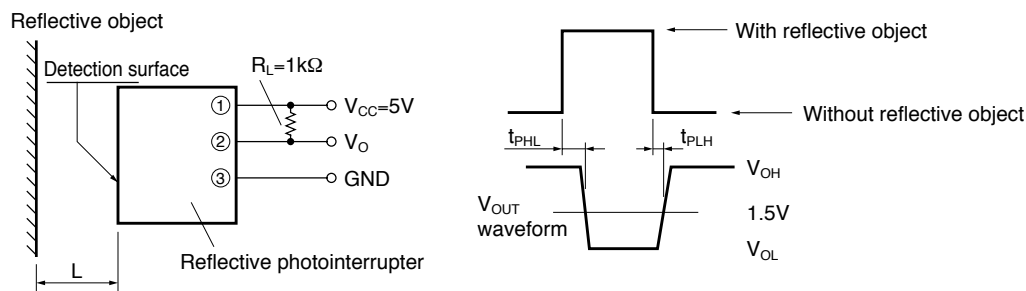 Reflective object
Detection surface
R_L=1kΩ
① V_CC=5V
② V_O
③ GND
L
Reflective photointerrupter
With reflective object
Without reflective object
t_PHL
t_PLH
V_OH
V_OUT
waveform
1.5V
V_OL